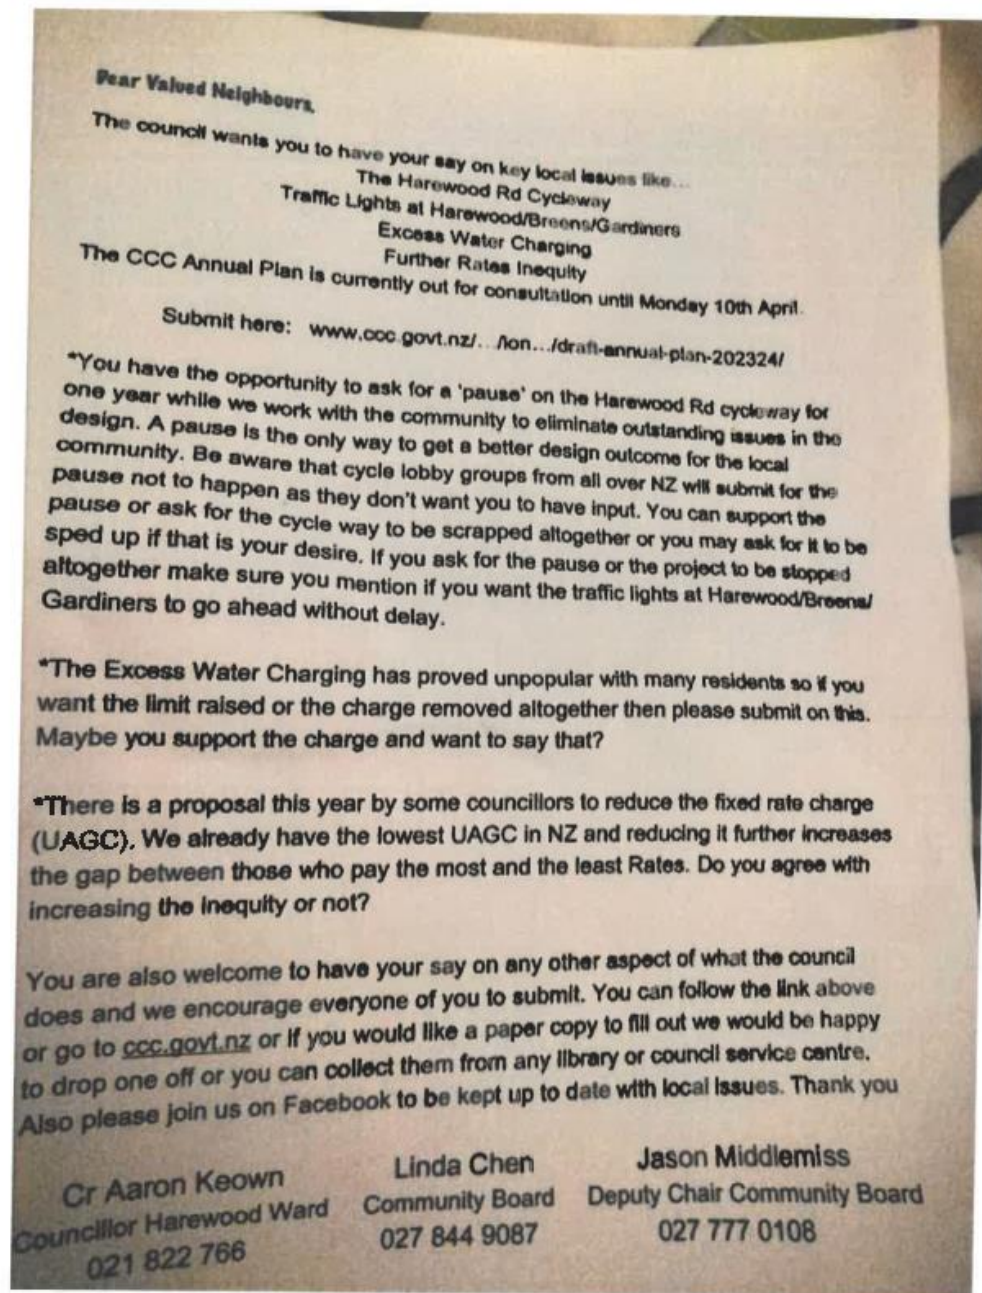 Dear Valued Neighbours,
The council wants you to have your say on key local issues like...
The Harewood Rd Cycleway
Traffic Lights at Harewood/Breens/Gardiners
Excess Water Charging
Further Rates Inequity
The CCC Annual Plan is currently out for consultation until Monday 10th April.
Submit here: www.ccc.govt.nz/.../ion.../draft-annual-plan-202324/
*You have the opportunity to ask for a 'pause' on the Harewood Rd cycleway for
one year while we work with the community to eliminate outstanding issues in the
design. A pause is the only way to get a better design outcome for the local
community. Be aware that cycle lobby groups from all over NZ will submit for the
pause not to happen as they don't want you to have input. You can support the
pause or ask for the cycle way to be scrapped altogether or you may ask for it to be
sped up if that is your desire. If you ask for the pause or the project to be stopped
altogether make sure you mention if you want the traffic lights at Harewood/Breens/
Gardiners to go ahead without delay.
*The Excess Water Charging has proved unpopular with many residents so if you
want the limit raised or the charge removed altogether then please submit on this.
Maybe you support the charge and want to say that?
*There is a proposal this year by some councillors to reduce the fixed rate charge
(UAGC). We already have the lowest UAGC in NZ and reducing it further increases
the gap between those who pay the most and the least Rates. Do you agree with
increasing the inequity or not?
You are also welcome to have your say on any other aspect of what the council
does and we encourage everyone of you to submit. You can follow the link above
or go to ccc.govt.nz or if you would like a paper copy to fill out we would be happy
to drop one off or you can collect them from any library or council service centre.
Also please join us on Facebook to be kept up to date with local issues. Thank you
Cr Aaron Keown
Councillor Harewood Ward
021 822 766
Linda Chen
Community Board
027 844 9087
Jason Middlemiss
Deputy Chair Community Board
027 777 0108